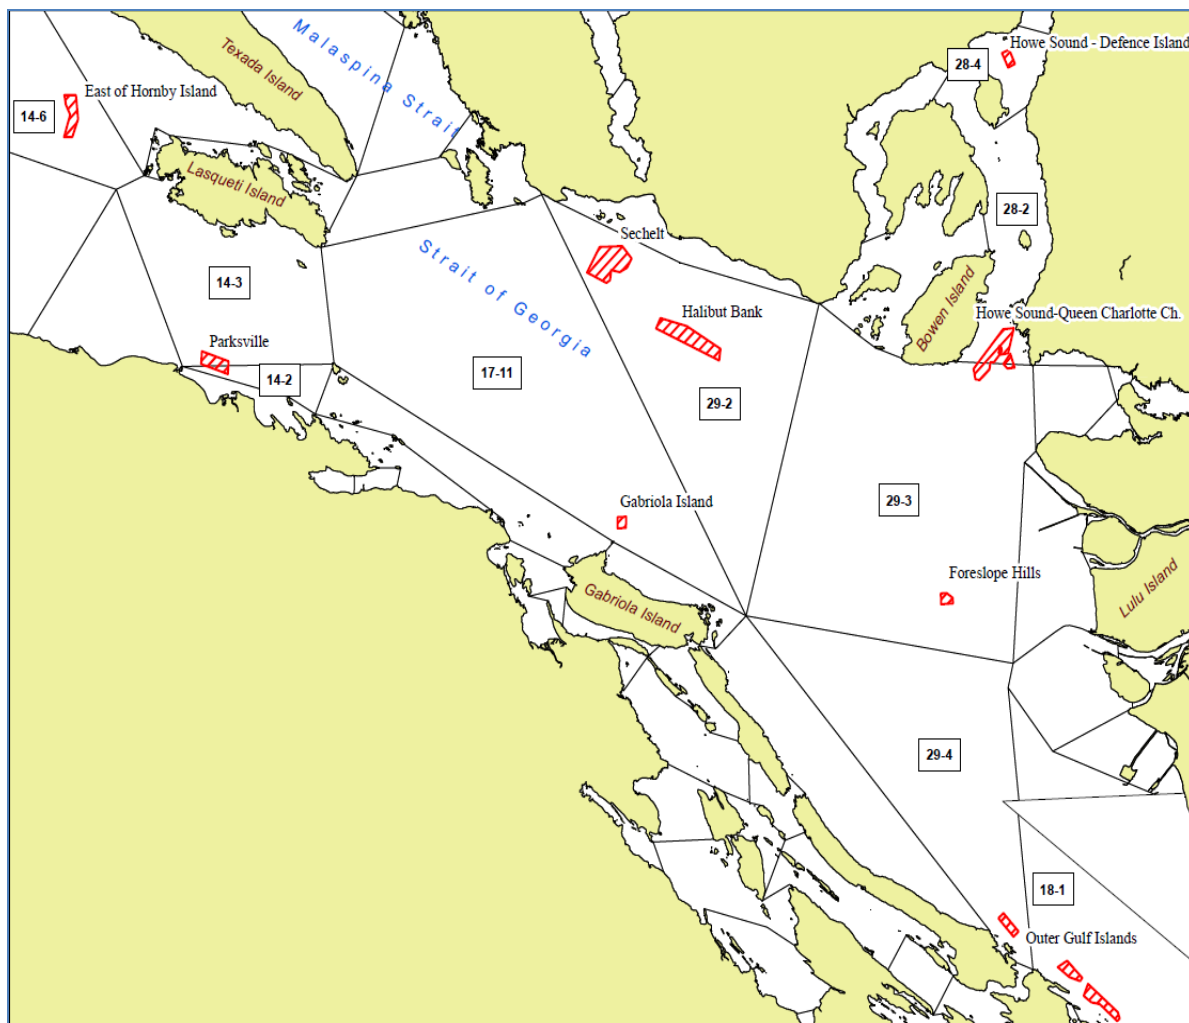 Malaspina Strait
Texada Island
Howe Sound - Defence Island
28-4
East of Hornby Island
14-6
Lasqueti Island
28-2
Sechelt
Strait of Georgia
14-3
Bowen Island
Halibut Bank
Howe Sound-Queen Charlotte Ch.
Parksville
14-2
17-11
29-2
Gabriola Island
29-3
Foreslope Hills
Lulu Island
Gabriola Island
29-4
18-1
Outer Gulf Islands